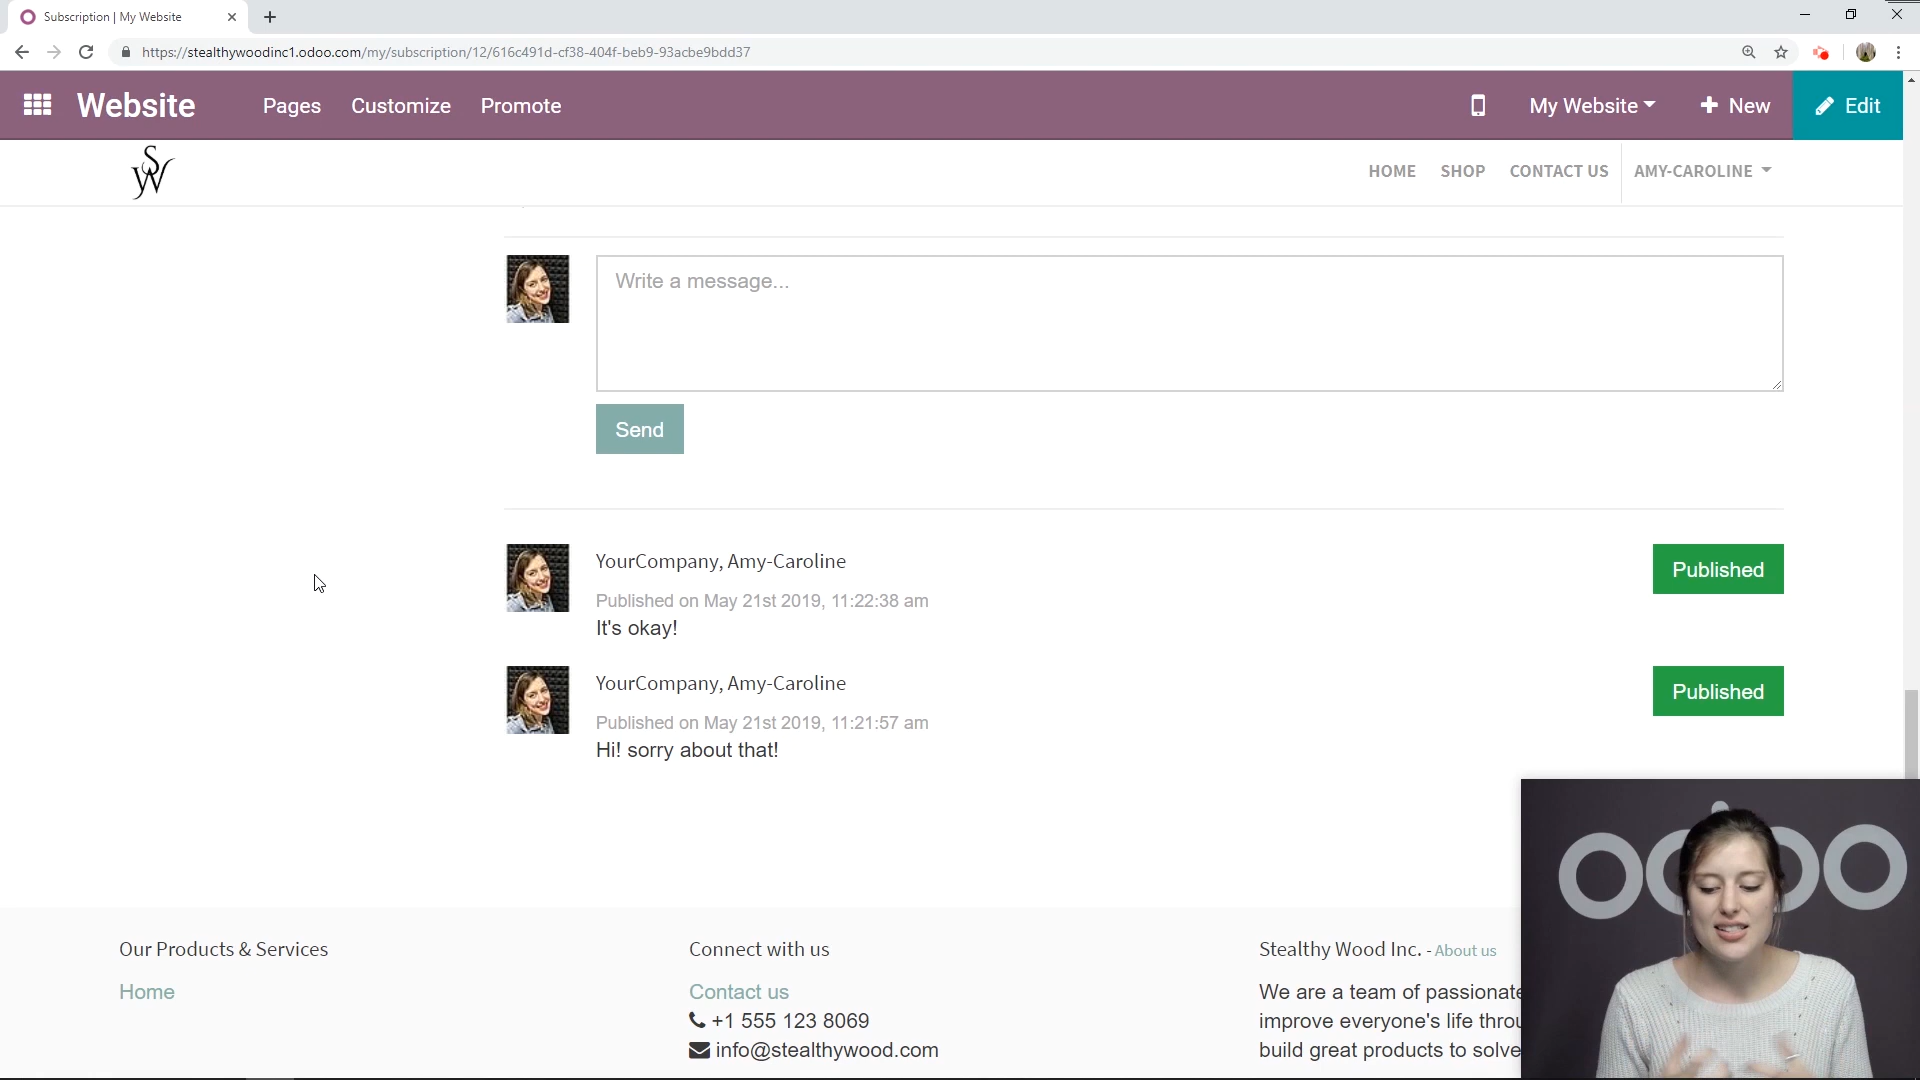 Subscription | My Website
https://stealthywoodinc1.odoo.com/my/subscription/12/616c491d-cf38-404f-beb9-93acbe9bdd37
Website Pages Customize Promote My Website New Edit
SW HOME SHOP CONTACT US AMY-CAROLINE
Write a message...
Send
YourCompany, Amy-Caroline Published
Published on May 21st 2019, 11:22:38 am
It's okay!
YourCompany, Amy-Caroline Published
Published on May 21st 2019, 11:21:57 am
Hi! sorry about that!
odoo
Our Products & Services Connect with us Stealthy Wood Inc. - About us
Home Contact us We are a team of passionate
+1 555 123 8069 improve everyone's life throu
info@stealthywood.com build great products to solve